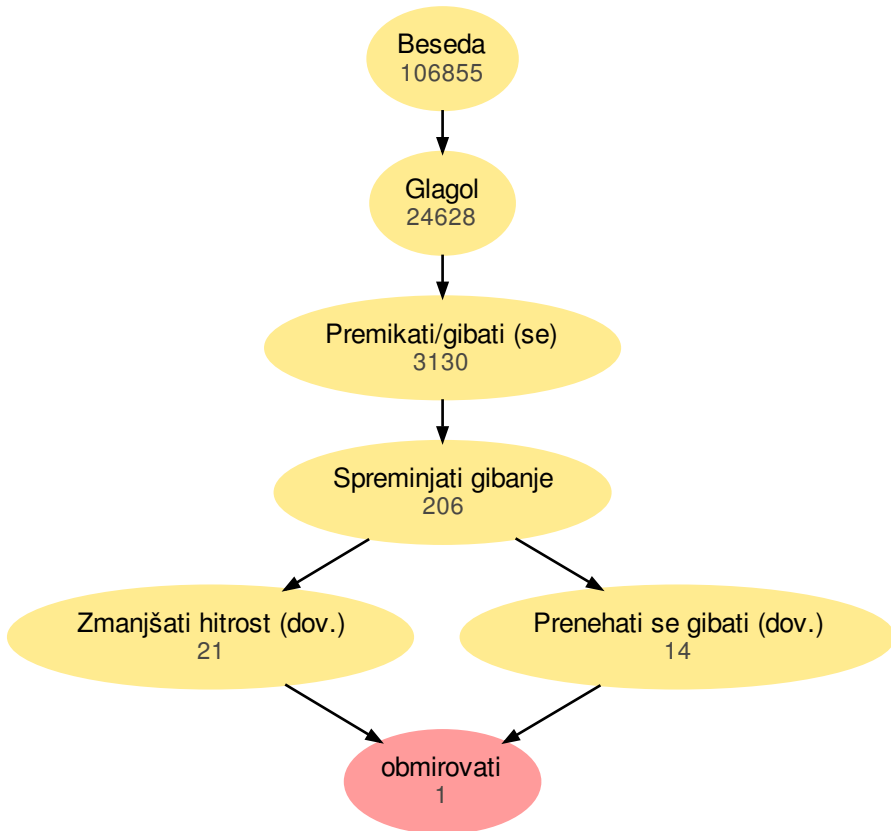 Beseda
106855
Glagol
24628
Premikati/gibati (se)
3130
Spreminjati gibanje
206
Zmanjšati hitrost (dov.)
21
Prenehati se gibati (dov.)
14
obmirovati
1